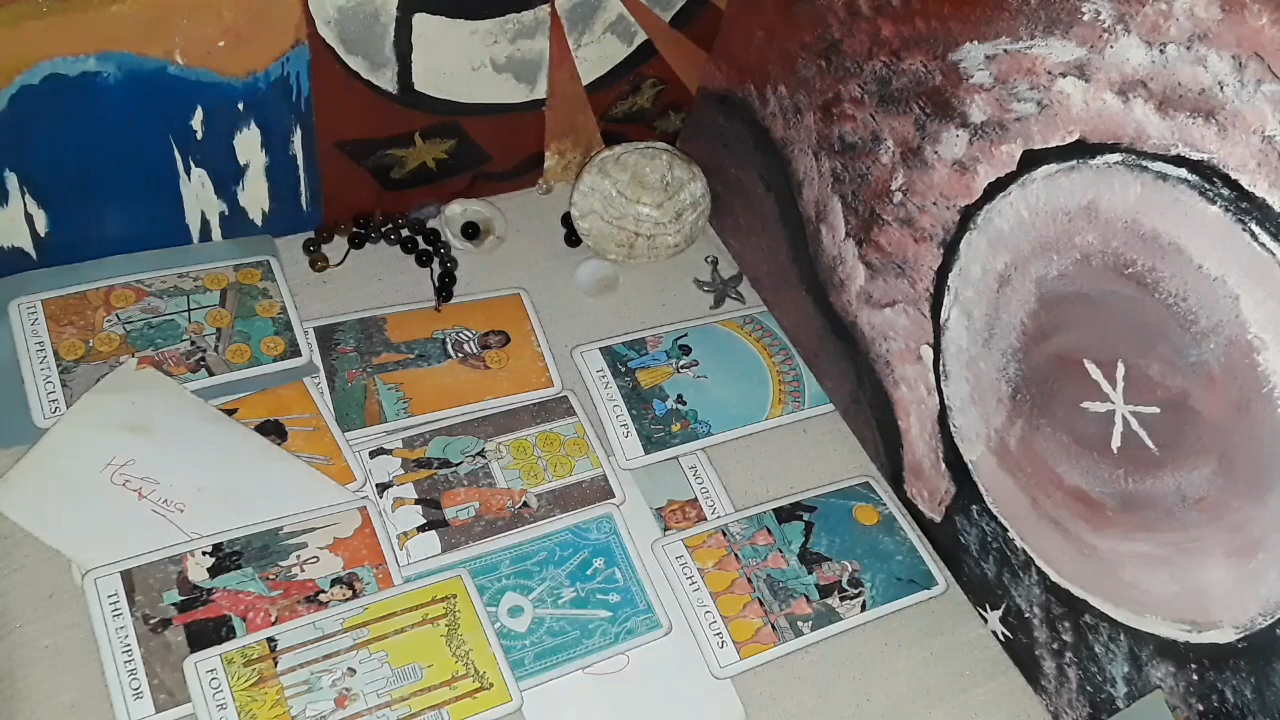 TEN of PENTACLES
TEN of CUPS
HEALING
EIGHT of CUPS
THE EMPEROR
FOUR